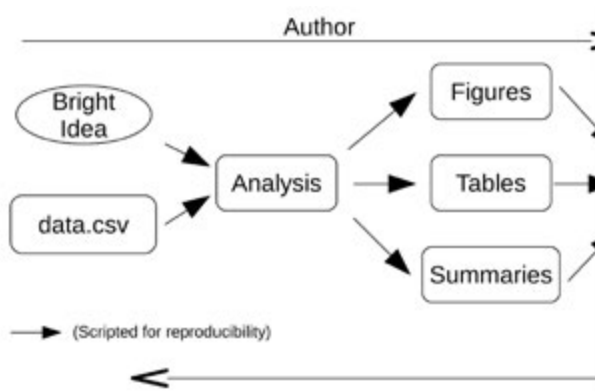 Author
Bright
Idea
Figures
Analysis
Tables
data.csv
Summaries
(Scripted for reproducibility)